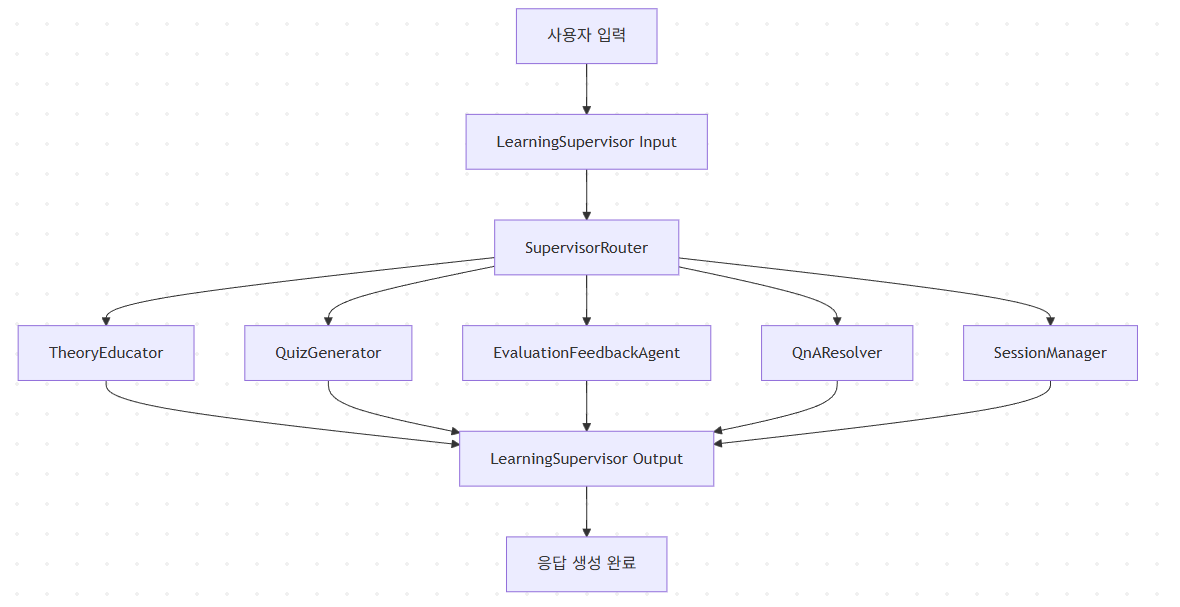 사용자 입력
LearningSupervisor Input
SupervisorRouter
TheoryEducator
QuizGenerator
EvaluationFeedbackAgent
QnAResolver
SessionManager
LearningSupervisor Output
응답 생성 완료